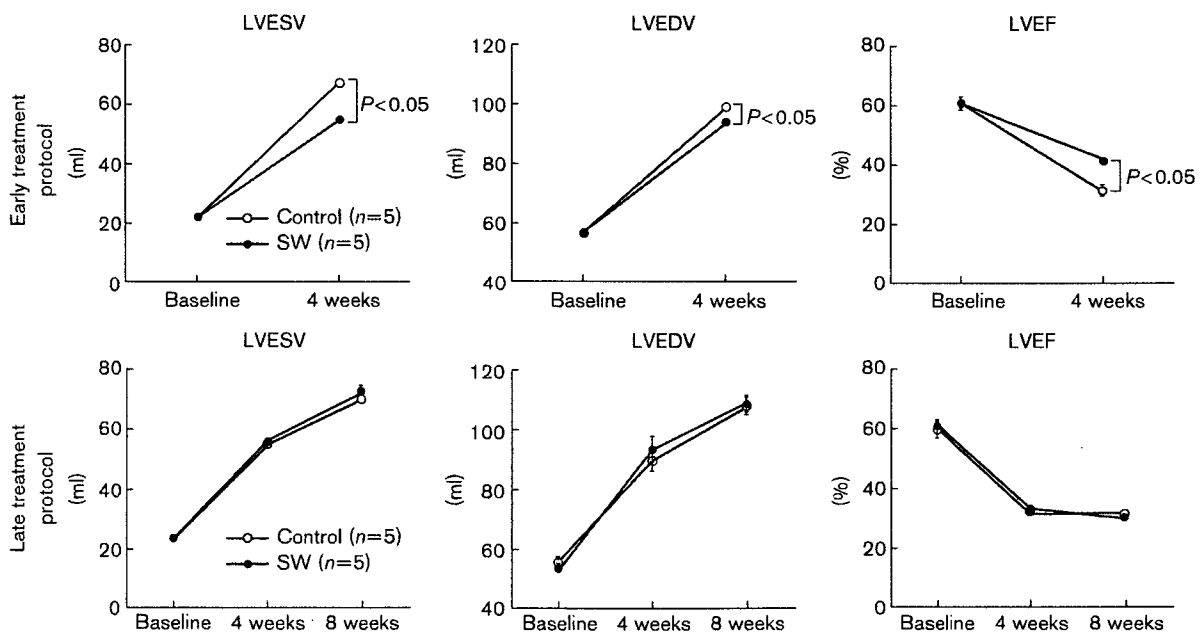 LVESV
LVEDV
LVEF
Early treatment
protocol
(ml)
80
60
40
20
0
P<0.05
Control (n=5)
SW (n=5)
Baseline
4 weeks
(ml)
120
100
80
60
40
P<0.05
Baseline
4 weeks
(%)
80
60
40
20
0
P<0.05
Baseline
4 weeks
LVESV
LVEDV
LVEF
Late treatment
protocol
(ml)
80
60
40
20
0
Control (n=5)
SW (n=5)
Baseline
4 weeks
8 weeks
(ml)
120
100
80
60
40
Baseline
4 weeks
8 weeks
(%)
80
60
40
20
0
Baseline
4 weeks
8 weeks